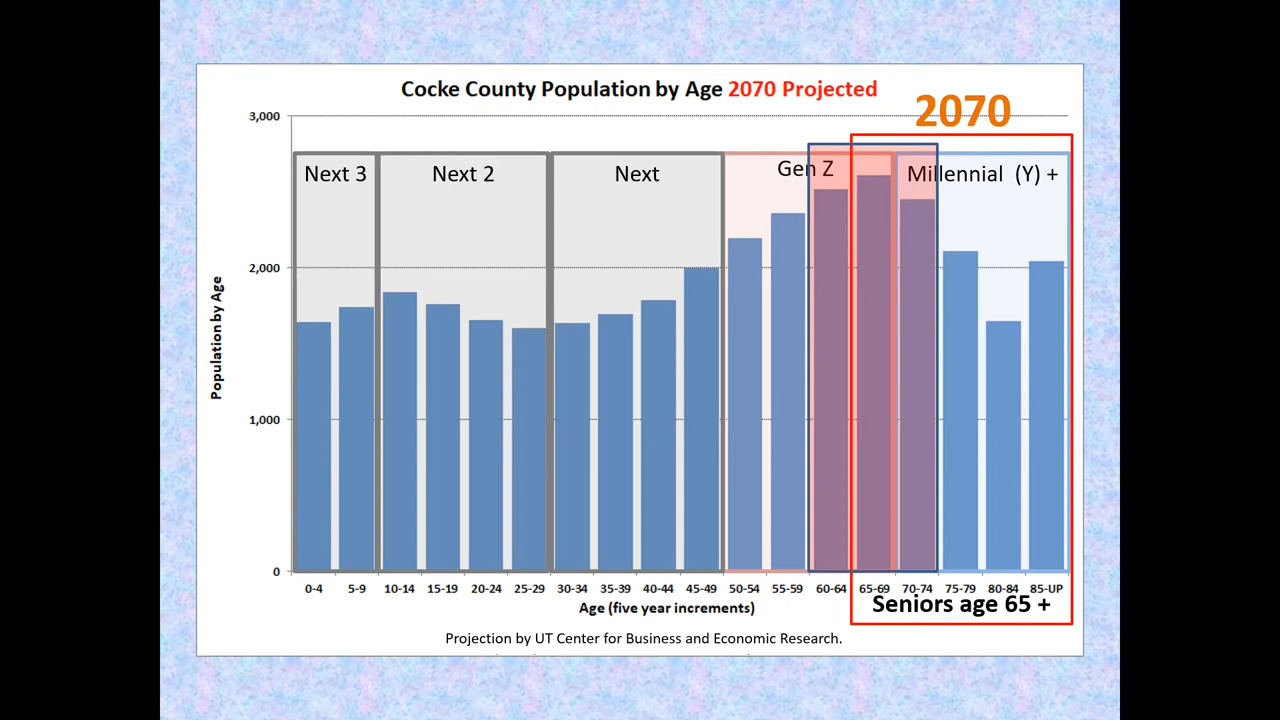 Cocke County Population by Age 2070 Projected
2070
3,000
2,000
1,000
0
Population by Age
Next 3
Next 2
Next
Gen Z
Millennial (Y) +
0-4 5-9 10-14 15-19 20-24 25-29 30-34 35-39 40-44 45-49 50-54 55-59 60-64 65-69 70-74 75-79 80-84 85-UP
Age (five year increments)
Seniors age 65 +
Projection by UT Center for Business and Economic Research.